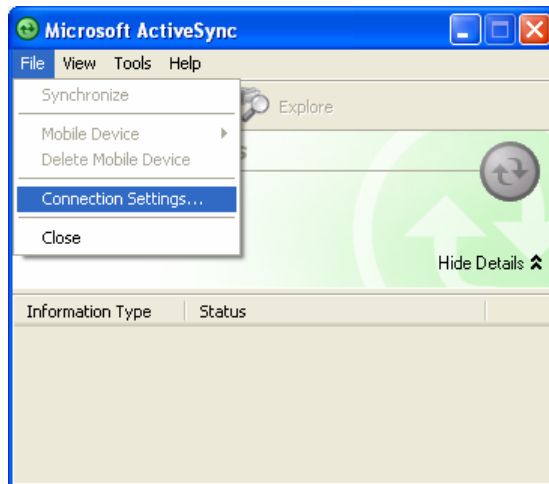 Microsoft ActiveSync
File View Tools Help
Synchronize
Explore
Mobile Device
Delete Mobile Device
Connection Settings...
Close
Hide Details
Information Type Status